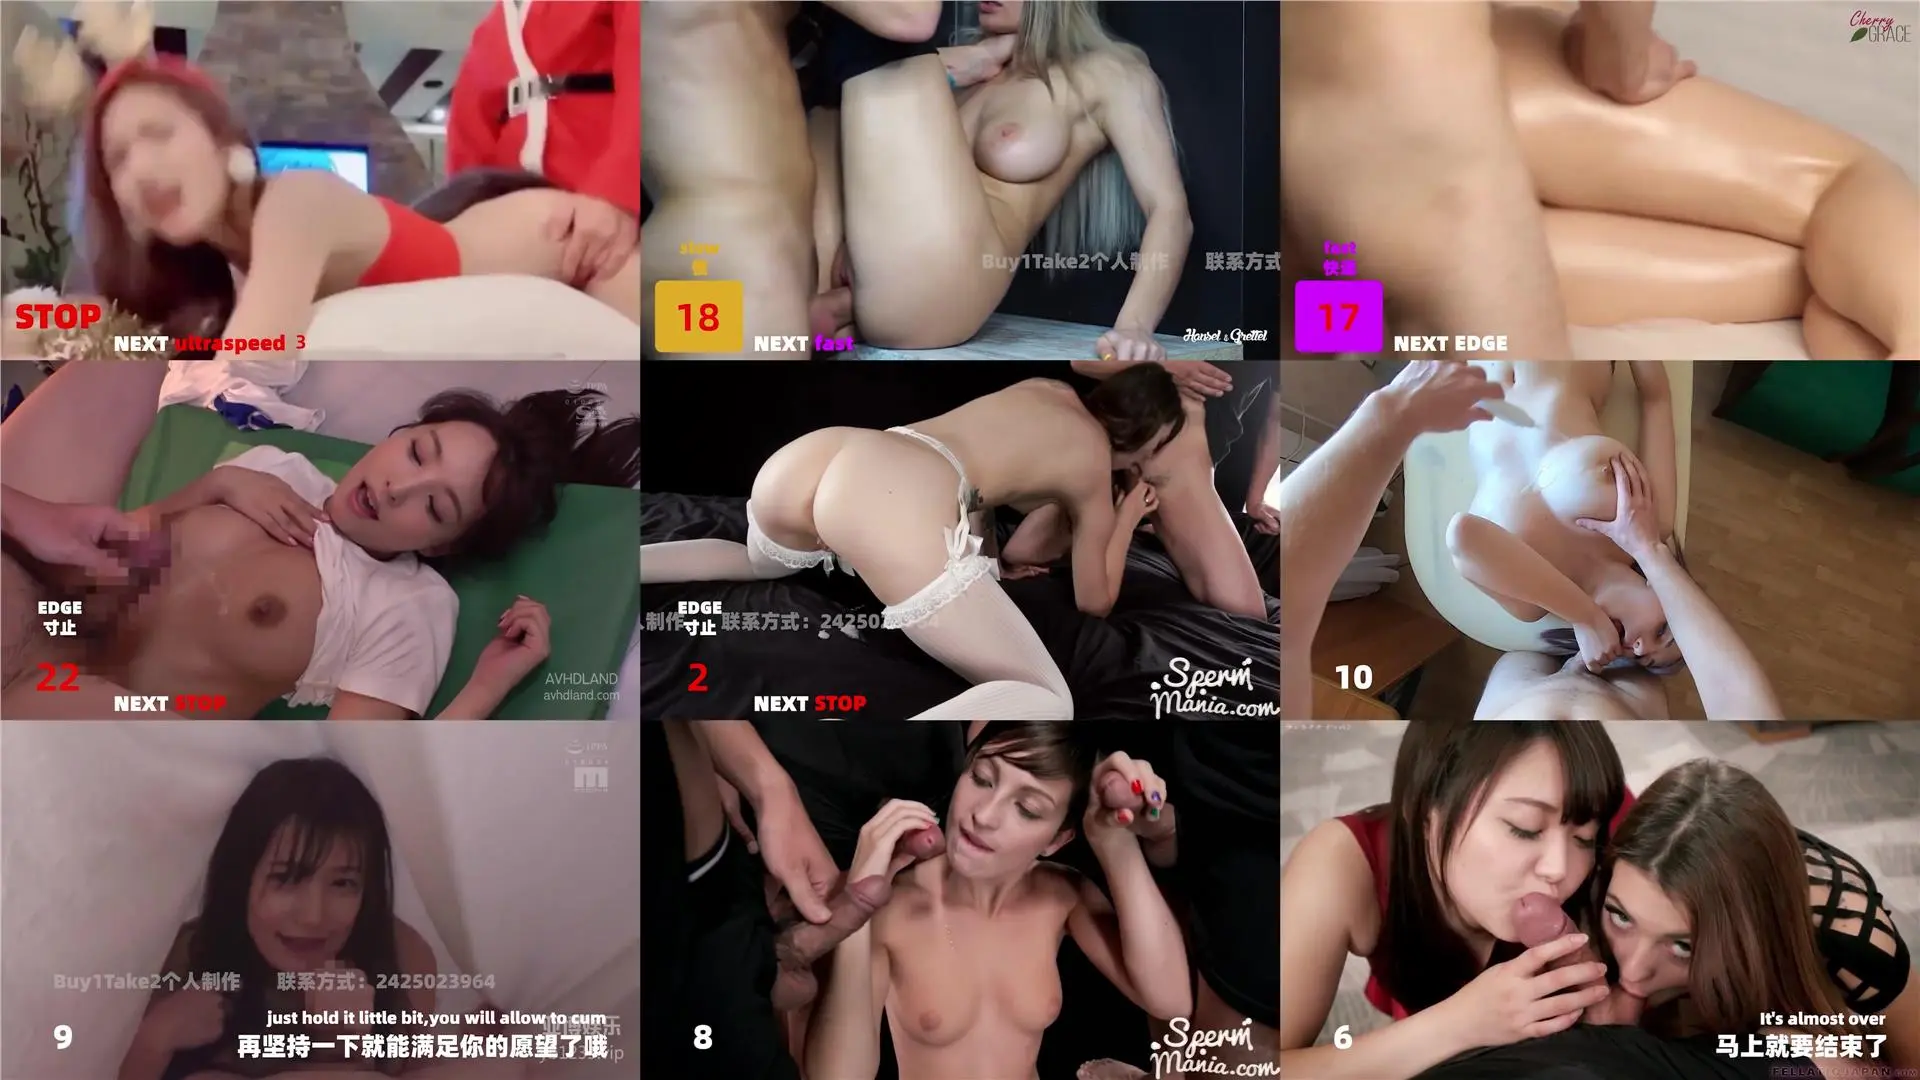 Cherry
GRACE
slow
慢
18
NEXT fast
STOP
NEXT ultraspeed 3
Buy1Take2个人制作 联系方式
Hansel & Grettel
fast
快速
17
NEXT EDGE
EDGE
寸止
22
NEXT STOP
AVHDLAND
avhdland.com
EDGE
寸止
人制作 联系方式：
2
NEXT STOP
Sperm
Mania.com
10
Buy1Take2个人制作 联系方式：2425023964
just hold it little bit,you will allow to cum
再坚持一下就能满足你的愿望了哦
9
8
Sperm
Mania.com
It's almost over
马上就要结束了
6